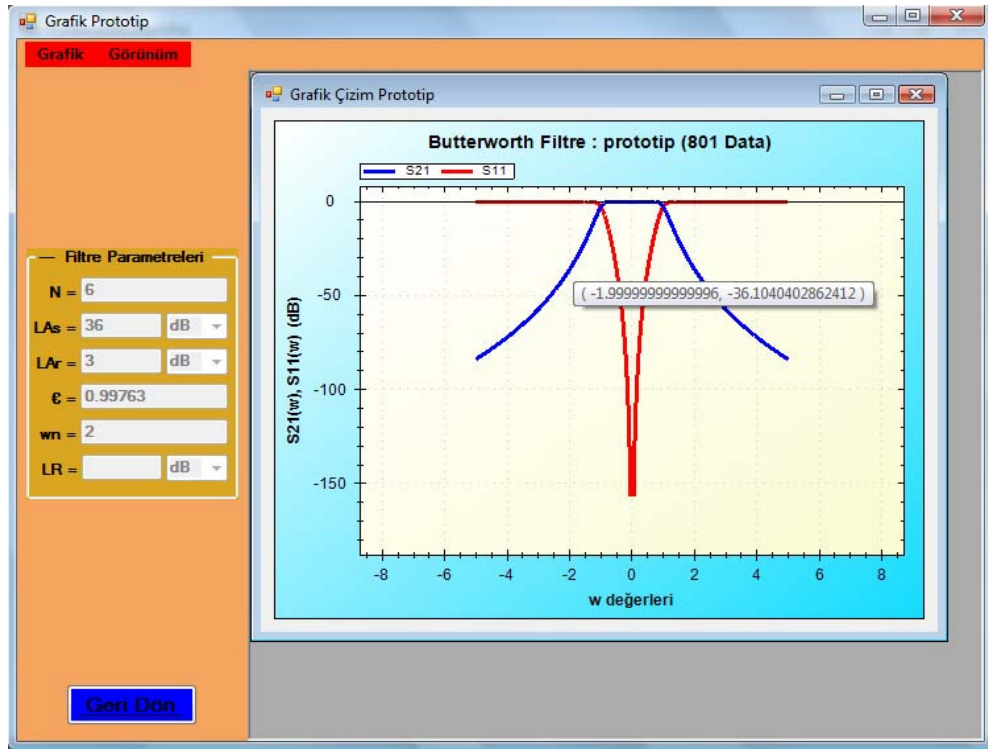 Grafik Prototip
Grafik Görünüm
Grafik Çizim Prototip
Butterworth Filtre : prototip (801 Data)
S21 S11
0
-50
-100
-150
S21(w), S11(w) (dB)
( -1.99999999999996, -36.1040402862412 )
-8 -6 -4 -2 0 2 4 6 8
w değerleri
Filtre Parametreleri
N = 6
LAs = 36 dB
LAr = 3 dB
€ = 0.99763
wn = 2
LR = dB
Geri Dön